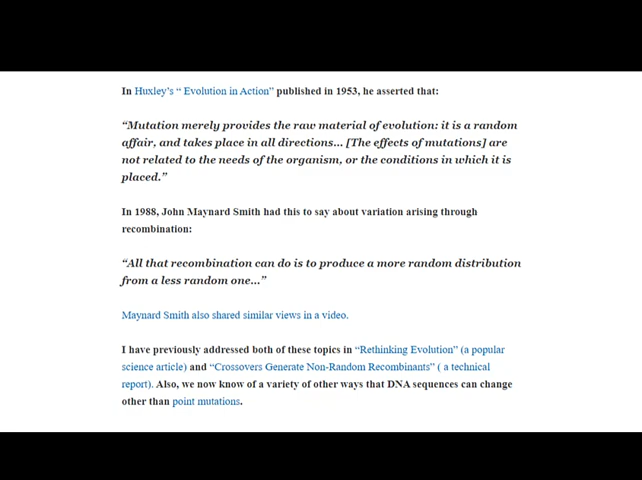 In Huxley's “ Evolution in Action” published in 1953, he asserted that:
“Mutation merely provides the raw material of evolution: it is a random
affair, and takes place in all directions... [The effects of mutations] are
not related to the needs of the organism, or the conditions in which it is
placed.”
In 1988, John Maynard Smith had this to say about variation arising through
recombination:
“All that recombination can do is to produce a more random distribution
from a less random one...”
Maynard Smith also shared similar views in a video.
I have previously addressed both of these topics in “Rethinking Evolution” (a popular
science article) and “Crossovers Generate Non-Random Recombinants” ( a technical
report). Also, we now know of a variety of other ways that DNA sequences can change
other than point mutations.